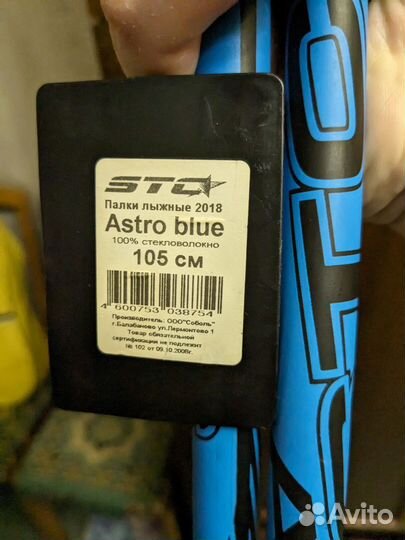 STC
Палки лыжные 2018
Astro blue
100% стекловолокно
105 см
4 600753 038754
Производитель: ООО"Соболь"
г.Балабаново ул.Лермонтова 1
Товар обязательной
сертификации не подлежит
№ 102 от 09.10.2008г.
Avito